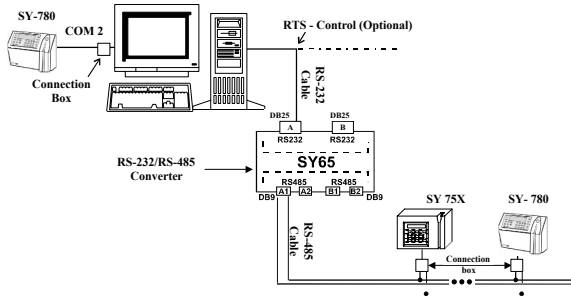 SY-780
COM 2
RTS - Control (Optional)
Connection
Box
RS-232
Cable
DB25
DB25
A
B
RS232
RS232
SY65
RS-232/RS-485
Converter
RS485
RS485
DB9
A1
A2
B1
B2
DB9
RS-485
Cable
SY 75X
SY- 780
Connection
box